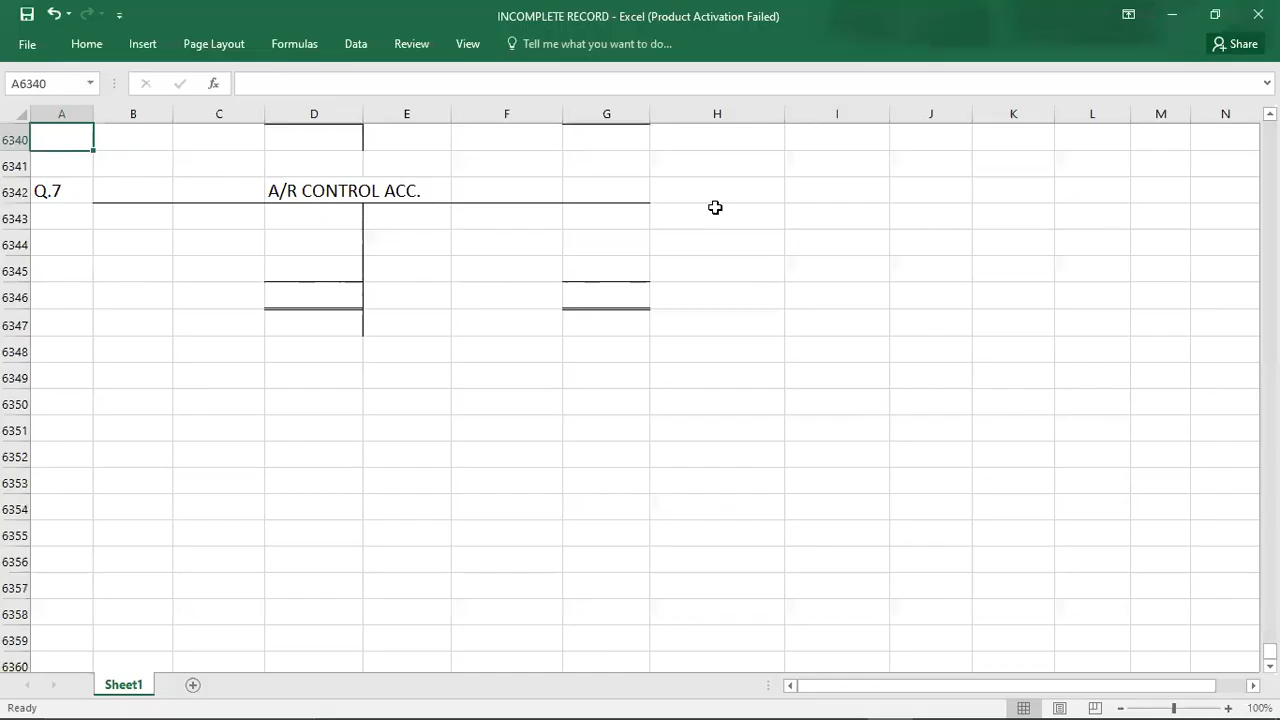 INCOMPLETE RECORD - Excel (Product Activation Failed)
File Home Insert Page Layout Formulas Data Review View Tell me what you want to do... Share
A6340 fx
A B C D E F G H I J K L M N
6340
6341
6342 Q.7 A/R CONTROL ACC.
6343
6344
6345
6346
6347
6348
6349
6350
6351
6352
6353
6354
6355
6356
6357
6358
6359
6360
Sheet1
Ready 100%